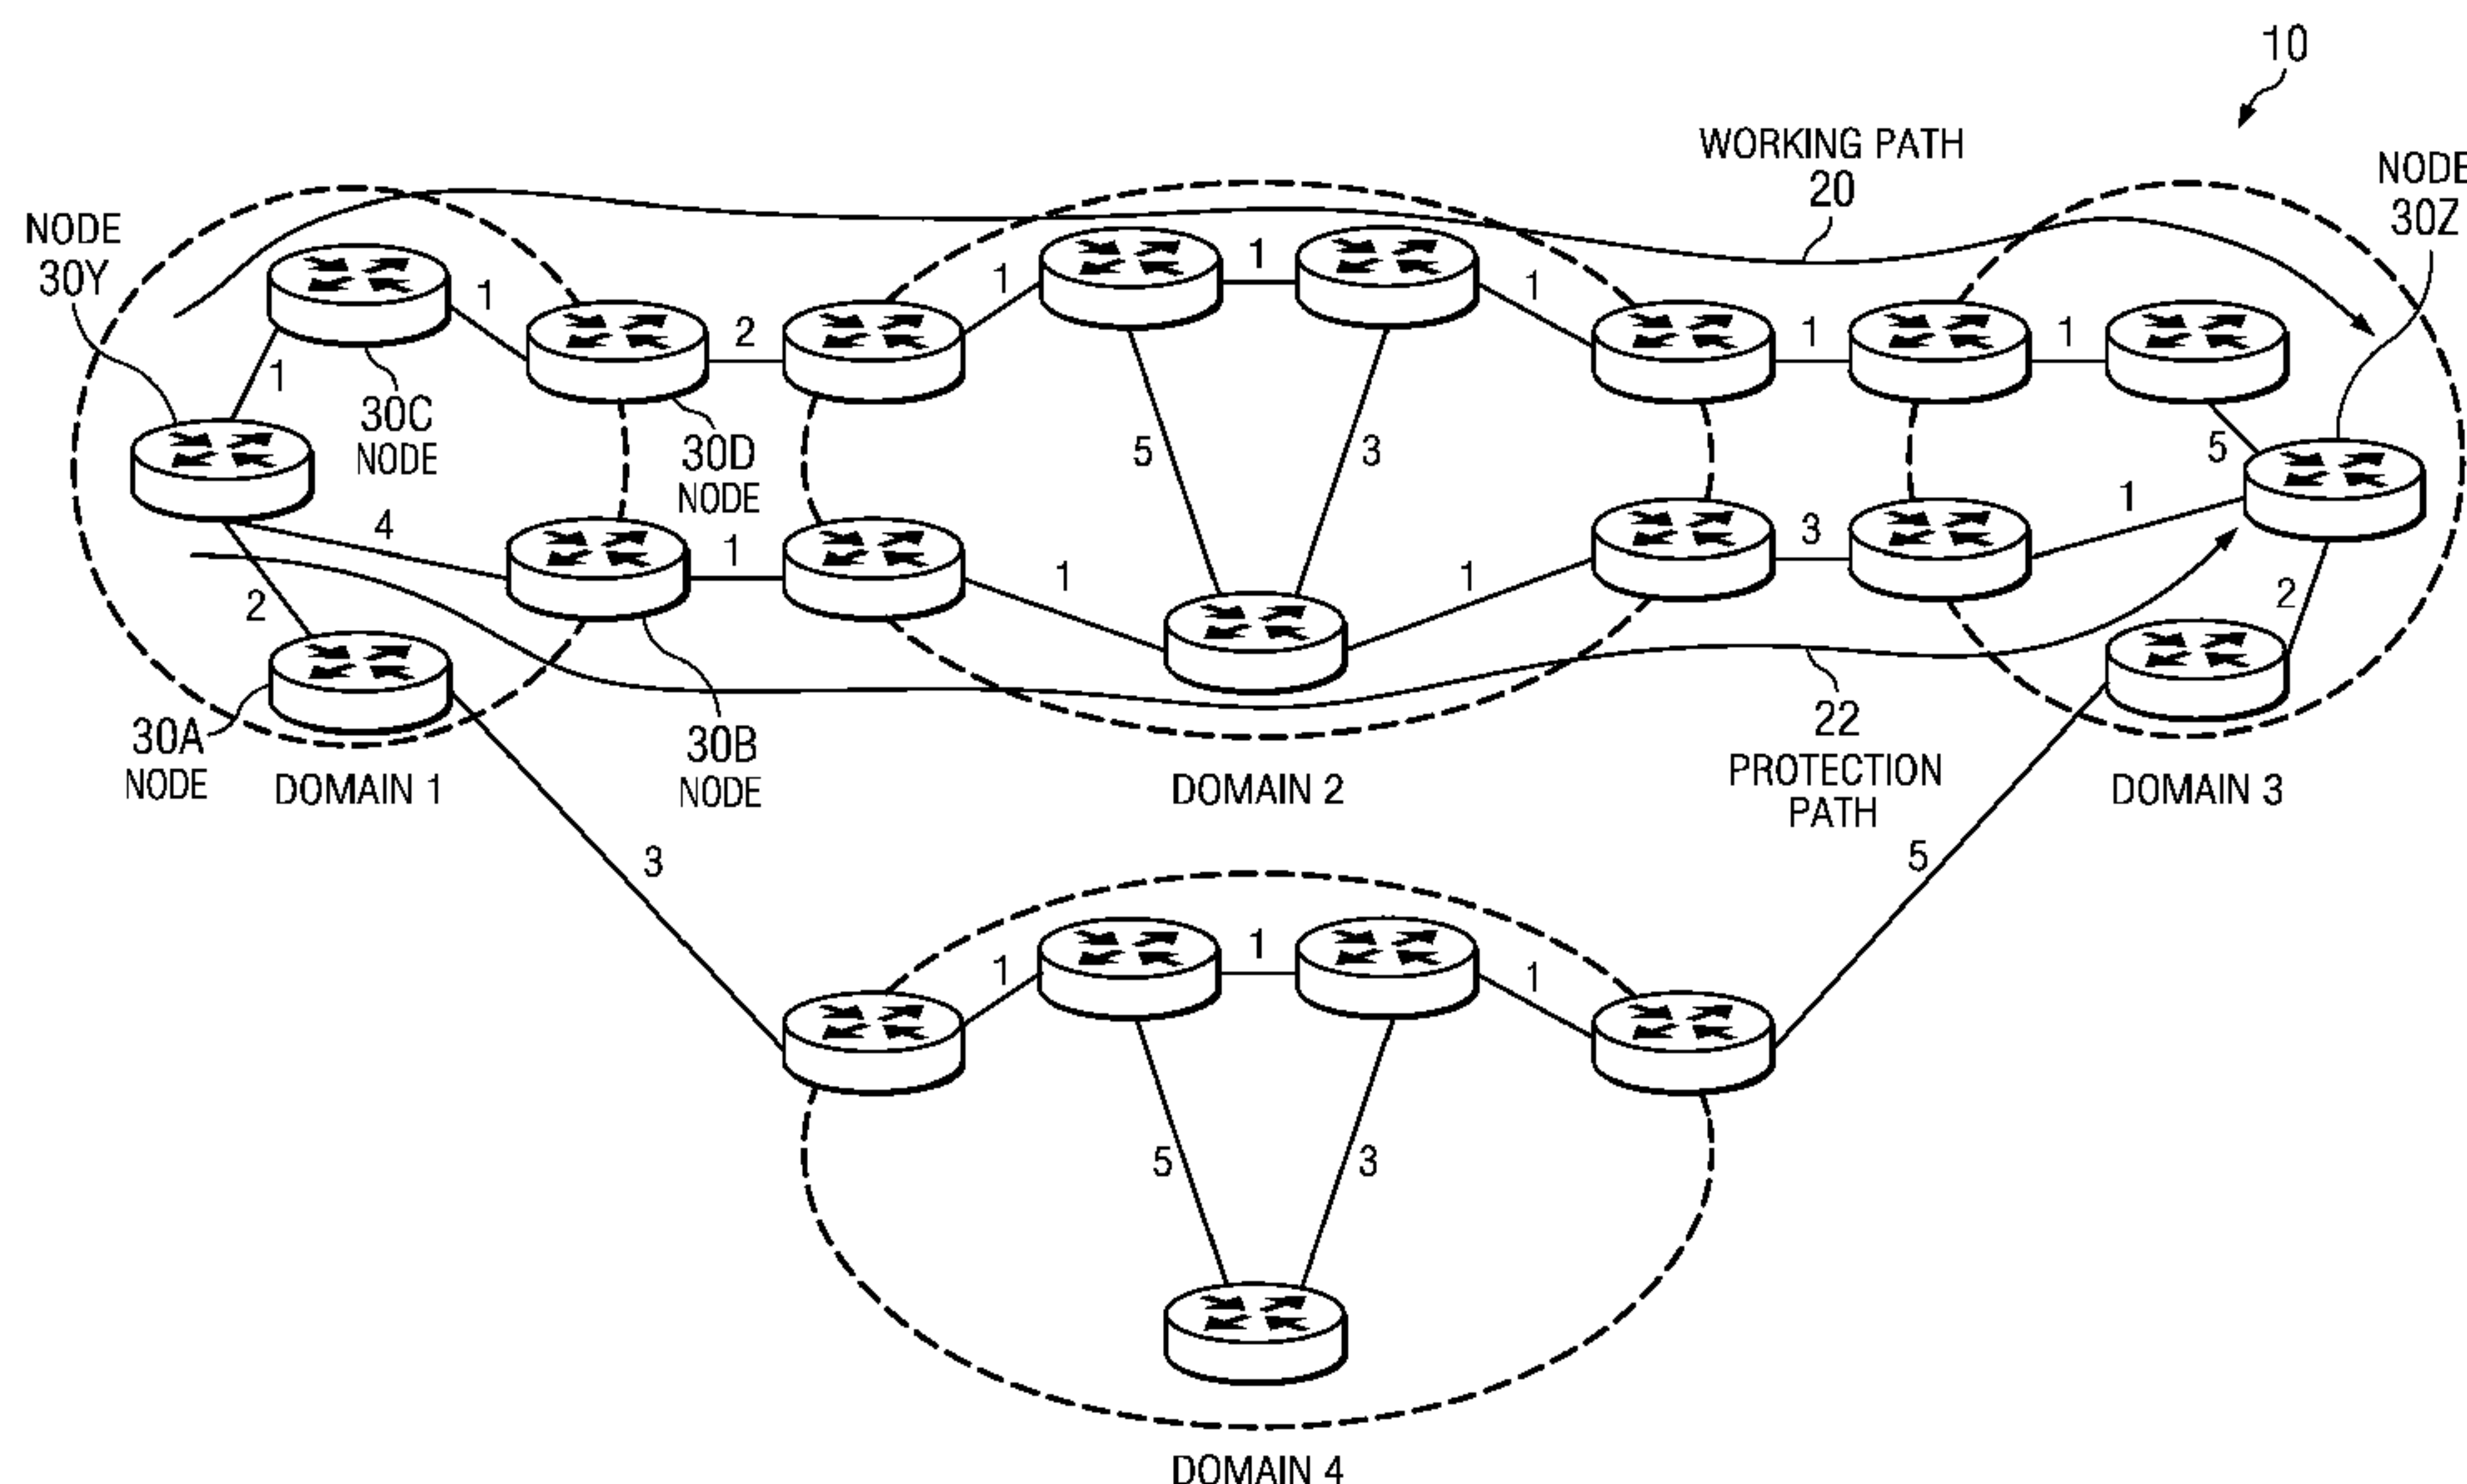 10
WORKING PATH
20
NODE
30Z
NODE
30Y
1
1
1
1
2
1
1
1
30C
NODE
30D
NODE
5
3
5
4
1
1
1
3
1
2
2
30A
NODE
30B
NODE
22
PROTECTION
PATH
DOMAIN 1
DOMAIN 2
DOMAIN 3
3
5
1
1
1
5
3
DOMAIN 4